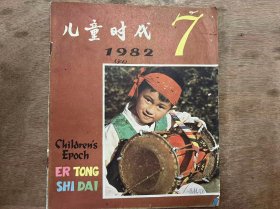 儿童时代
7
1982
Children's
Epoch
ER TONG
SHI DAI